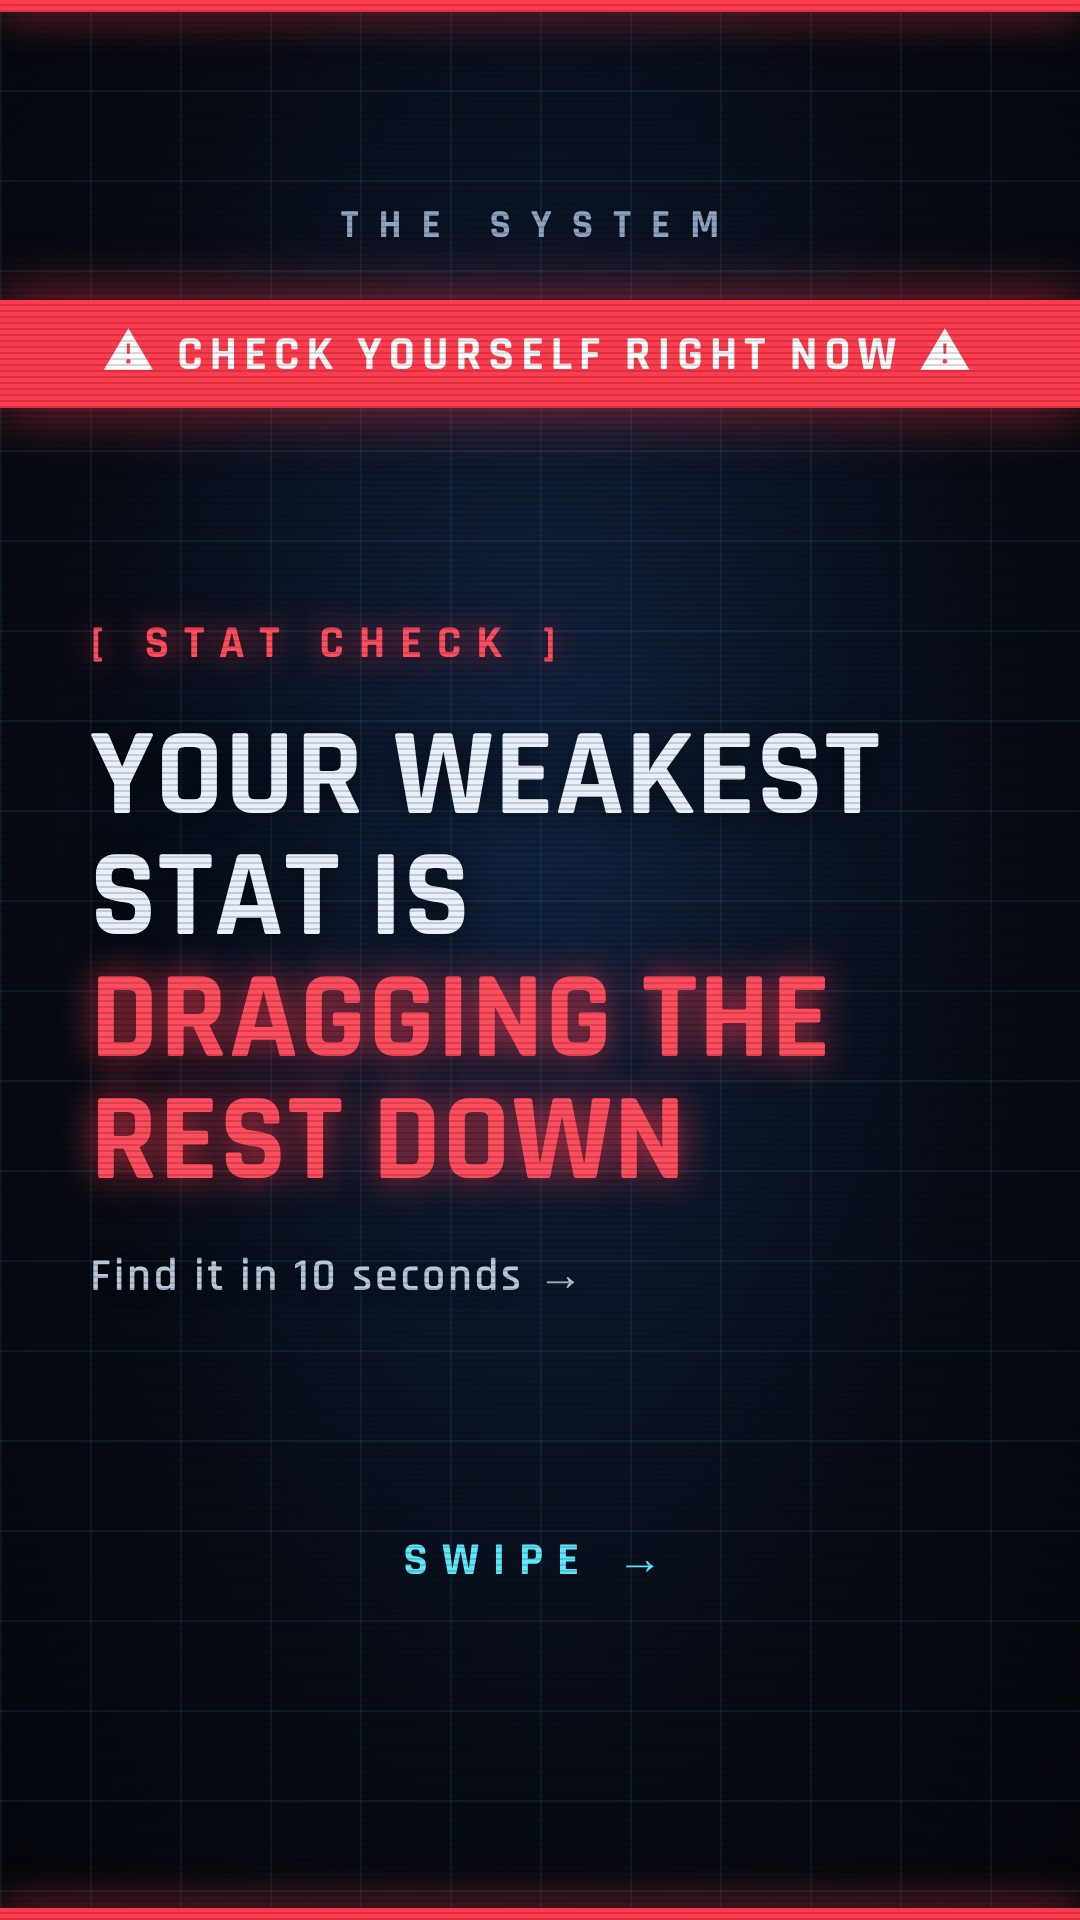 THE SYSTEM
⚠ CHECK YOURSELF RIGHT NOW ⚠
[ STAT CHECK ]
YOUR WEAKEST
STAT IS
DRAGGING THE
REST DOWN
Find it in 10 seconds →
SWIPE →